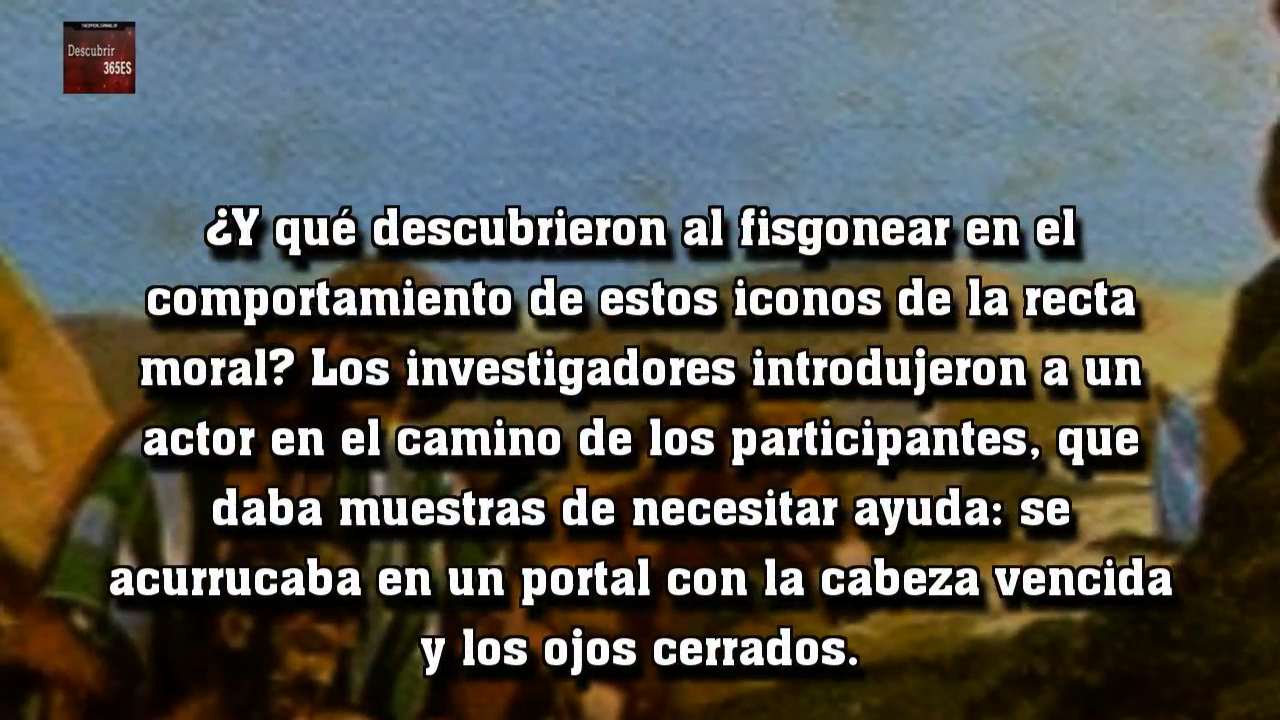 Descubrir
365ES
¿Y qué descubrieron al fisgonear en el
comportamiento de estos iconos de la recta
moral? Los investigadores introdujeron a un
actor en el camino de los participantes, que
daba muestras de necesitar ayuda: se
acurrucaba en un portal con la cabeza vencida
y los ojos cerrados.